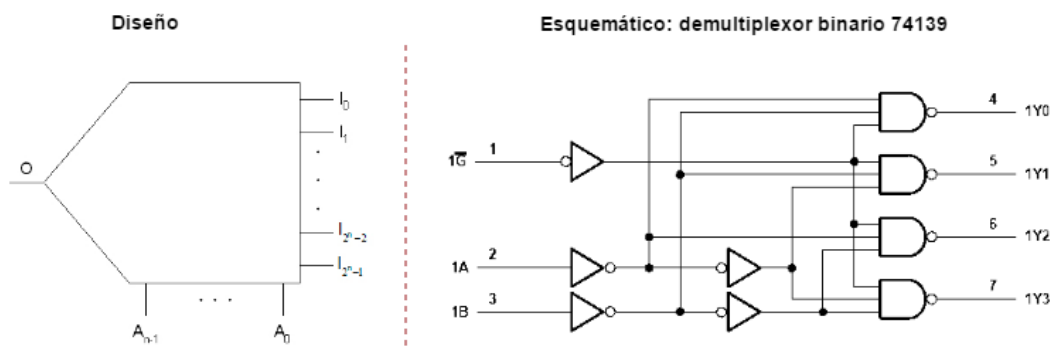 Diseño
O
I0
I1
I2ⁿ−2
I2ⁿ−1
An-1
A0
Esquemático: demultiplexor binario 74139
1G̅ 1
1A 2
1B 3
4 1Y0
5 1Y1
6 1Y2
7 1Y3